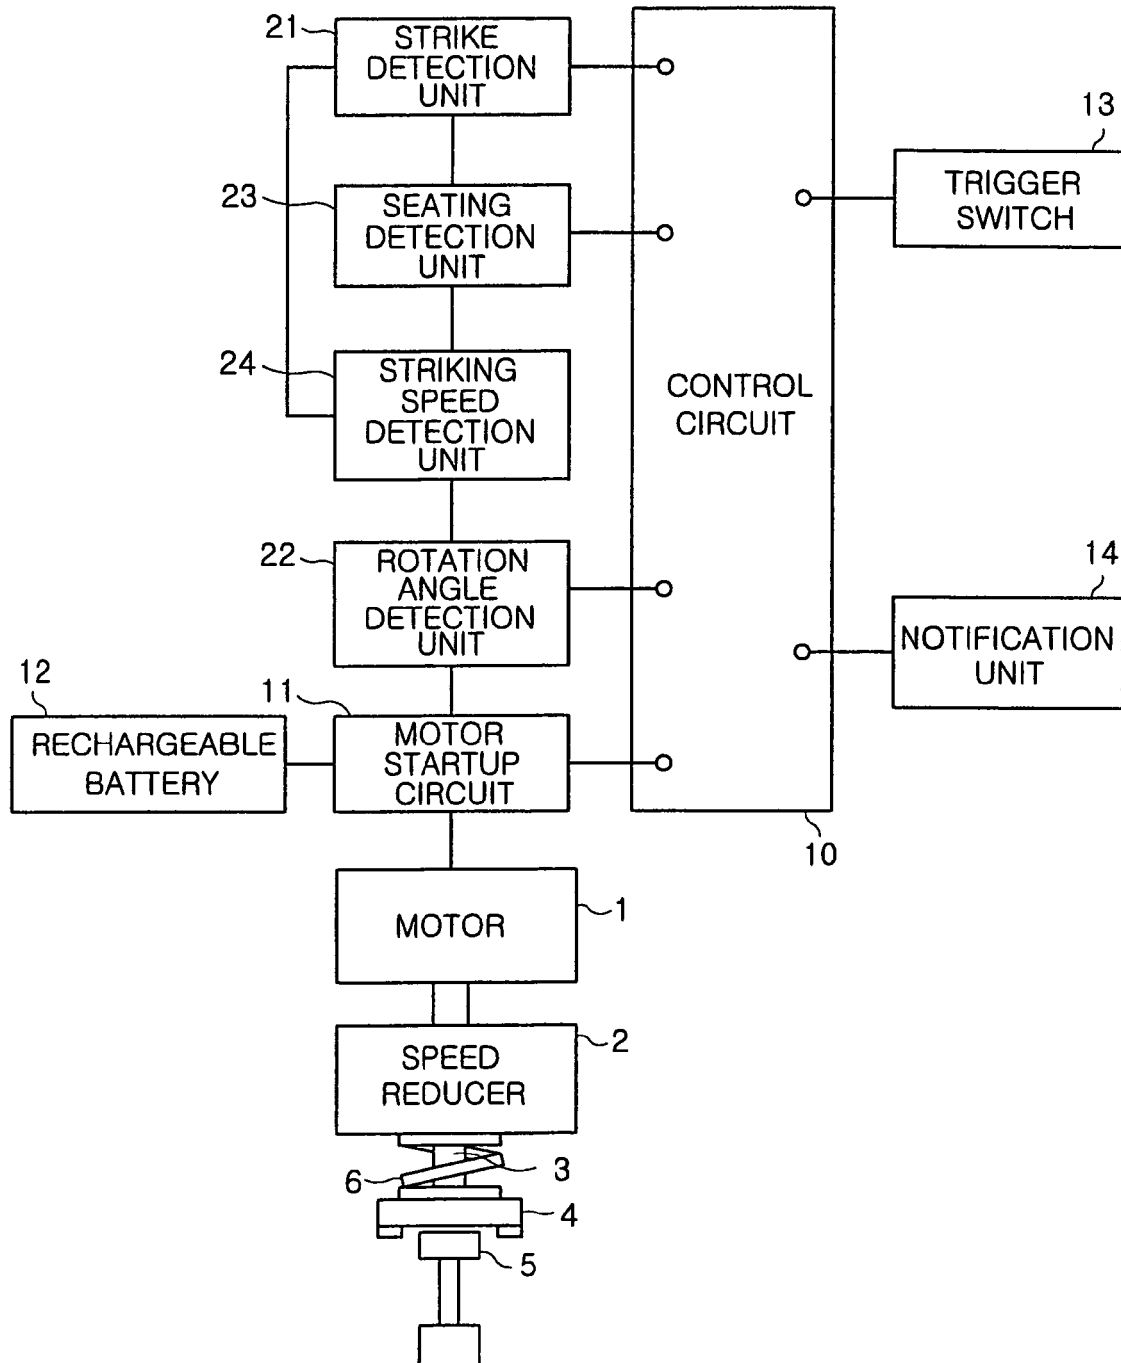 21
STRIKE
DETECTION
UNIT
13
TRIGGER
SWITCH
23
SEATING
DETECTION
UNIT
24
STRIKING
SPEED
DETECTION
UNIT
CONTROL
CIRCUIT
22
ROTATION
ANGLE
DETECTION
UNIT
14
NOTIFICATION
UNIT
12
RECHARGEABLE
BATTERY
11
MOTOR
STARTUP
CIRCUIT
10
MOTOR
1
SPEED
REDUCER
2
3
6
4
5